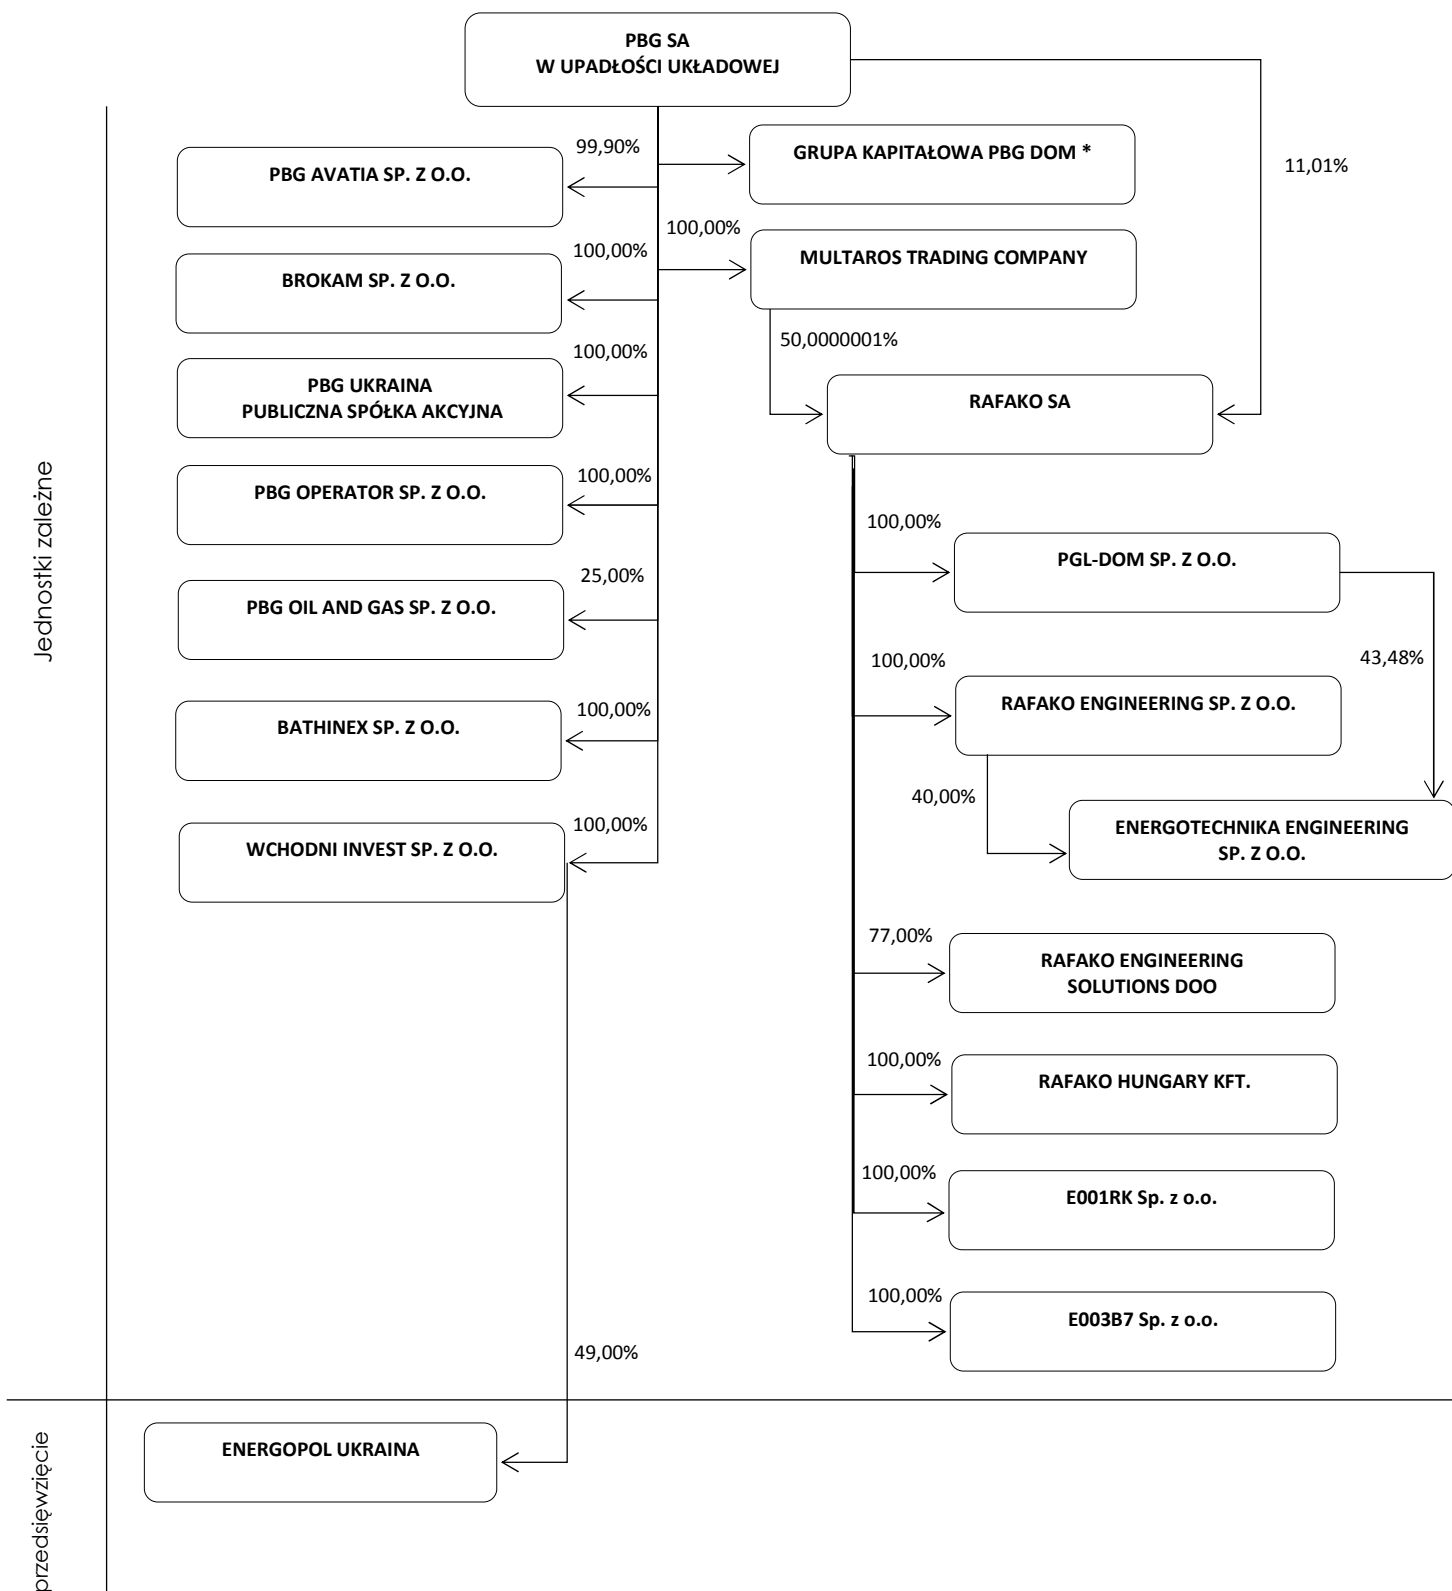 PBG SA
W UPADŁOŚCI UKŁADOWEJ
99,90%
PBG AVATIA SP. Z O.O.
GRUPA KAPITAŁOWA PBG DOM *
11,01%
100,00%
BROKAM SP. Z O.O.
100,00%
MULTAROS TRADING COMPANY
50,0000001%
100,00%
PBG UKRAINA
PUBLICZNA SPÓŁKA AKCYJNA
RAFAKO SA
100,00%
PBG OPERATOR SP. Z O.O.
Jednostki zależne
25,00%
PBG OIL AND GAS SP. Z O.O.
100,00%
PGL-DOM SP. Z O.O.
43,48%
100,00%
BATHINEX SP. Z O.O.
100,00%
RAFAKO ENGINEERING SP. Z O.O.
40,00%
ENERGOTECHNIKA ENGINEERING
SP. Z O.O.
100,00%
WCHODNI INVEST SP. Z O.O.
77,00%
RAFAKO ENGINEERING
SOLUTIONS DOO
100,00%
RAFAKO HUNGARY KFT.
100,00%
E001RK Sp. z o.o.
100,00%
E003B7 Sp. z o.o.
49,00%
przedsięwzięcie
ENERGOPOL UKRAINA